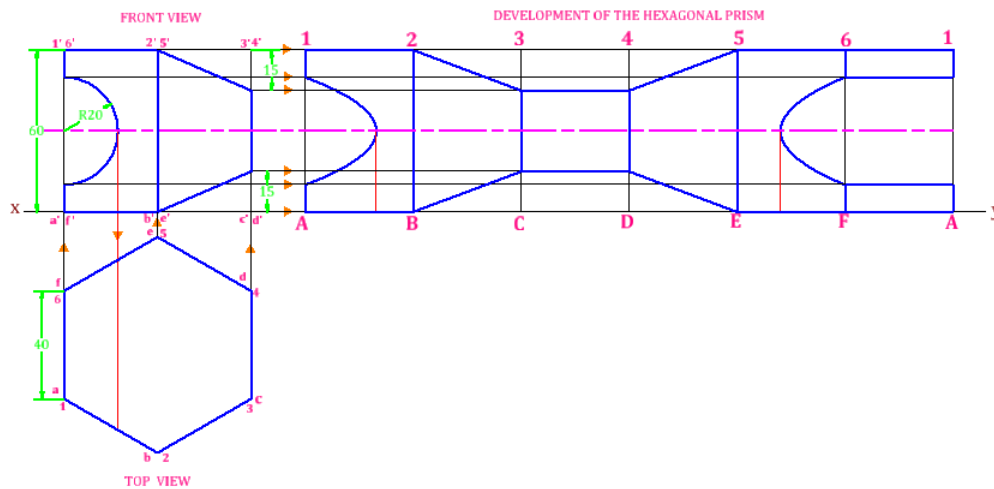 FRONT VIEW
DEVELOPMENT OF THE HEXAGONAL PRISM
1' 6' 2' 5' 3' 4' 1 2 3 4 5 6 1
15
R20
60
15
X y
a' f' b' e' c' d' A B C D E F A
e 5
f d
6 4
40
a c
1 3
b 2
TOP VIEW